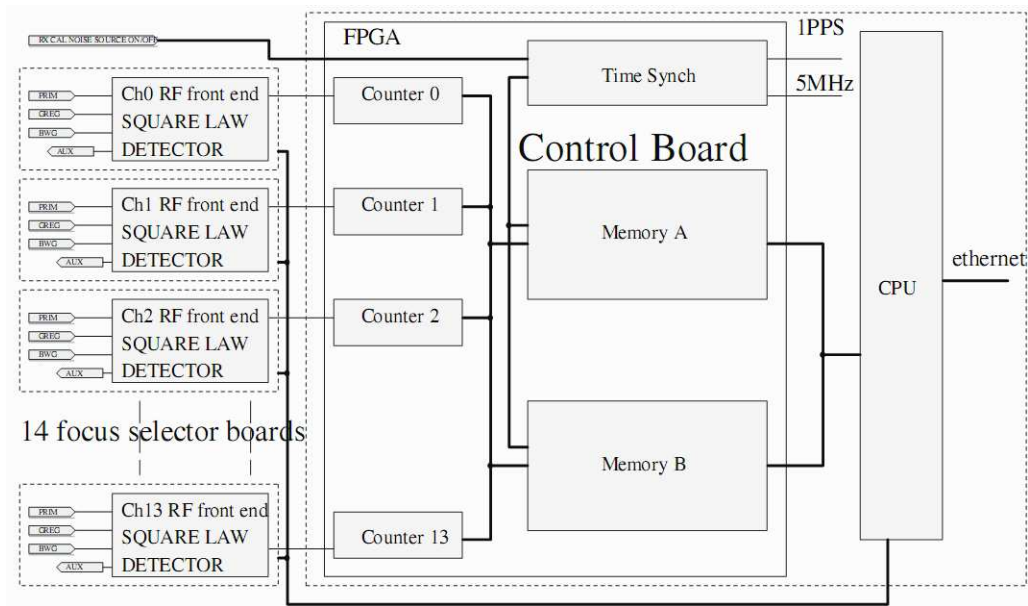 RX CAL NOISE SOURCE ON/OFF
FPGA
1PPS
Time Synch
5MHz
PRIM
GREG
BWG
AUX
Ch0 RF front end
SQUARE LAW
DETECTOR
Counter 0
Control Board
PRIM
GREG
BWG
AUX
Ch1 RF front end
SQUARE LAW
DETECTOR
Counter 1
Memory A
ethernet
CPU
PRIM
GREG
BWG
AUX
Ch2 RF front end
SQUARE LAW
DETECTOR
Counter 2
14 focus selector boards
Memory B
PRIM
GREG
BWG
AUX
Ch13 RF front end
SQUARE LAW
DETECTOR
Counter 13